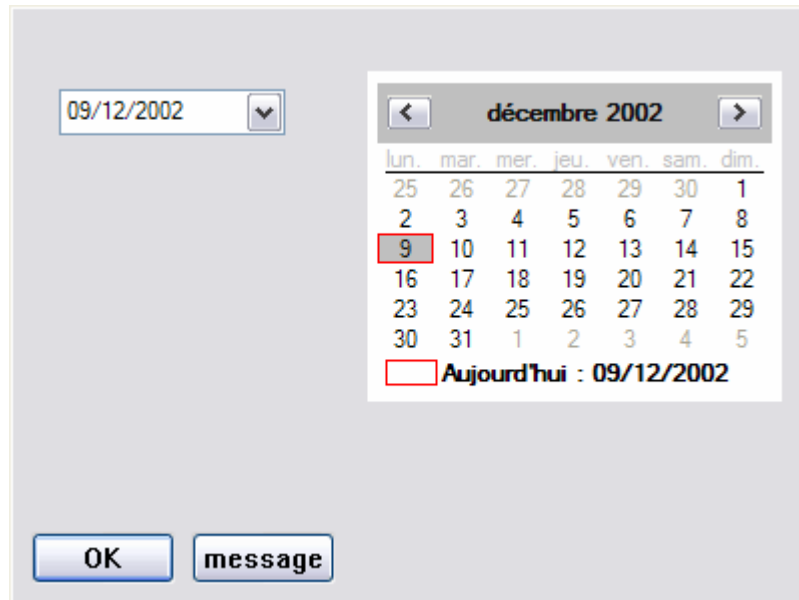 09/12/2002
décembre 2002
lun. mar. mer. jeu. ven. sam. dim.
25 26 27 28 29 30 1
2 3 4 5 6 7 8
9 10 11 12 13 14 15
16 17 18 19 20 21 22
23 24 25 26 27 28 29
30 31 1 2 3 4 5
Aujourd'hui : 09/12/2002
OK message